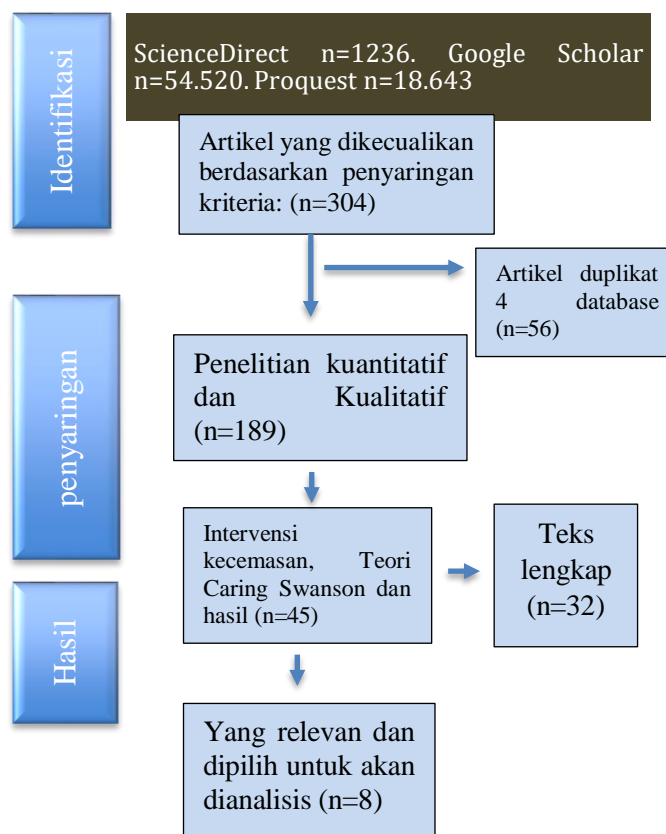 Identifikasi
ScienceDirect n=1236. Google Scholar
n=54.520. Proquest n=18.643
Artikel yang dikecualikan
berdasarkan penyaringan
kriteria: (n=304)
Artikel duplikat
4 database
(n=56)
penyaringan
Penelitian kuantitatif
dan Kualitatif
(n=189)
Intervensi
kecemasan, Teori
Caring Swanson dan
hasil (n=45)
Teks
lengkap
(n=32)
Hasil
Yang relevan dan
dipilih untuk akan
dianalisis (n=8)